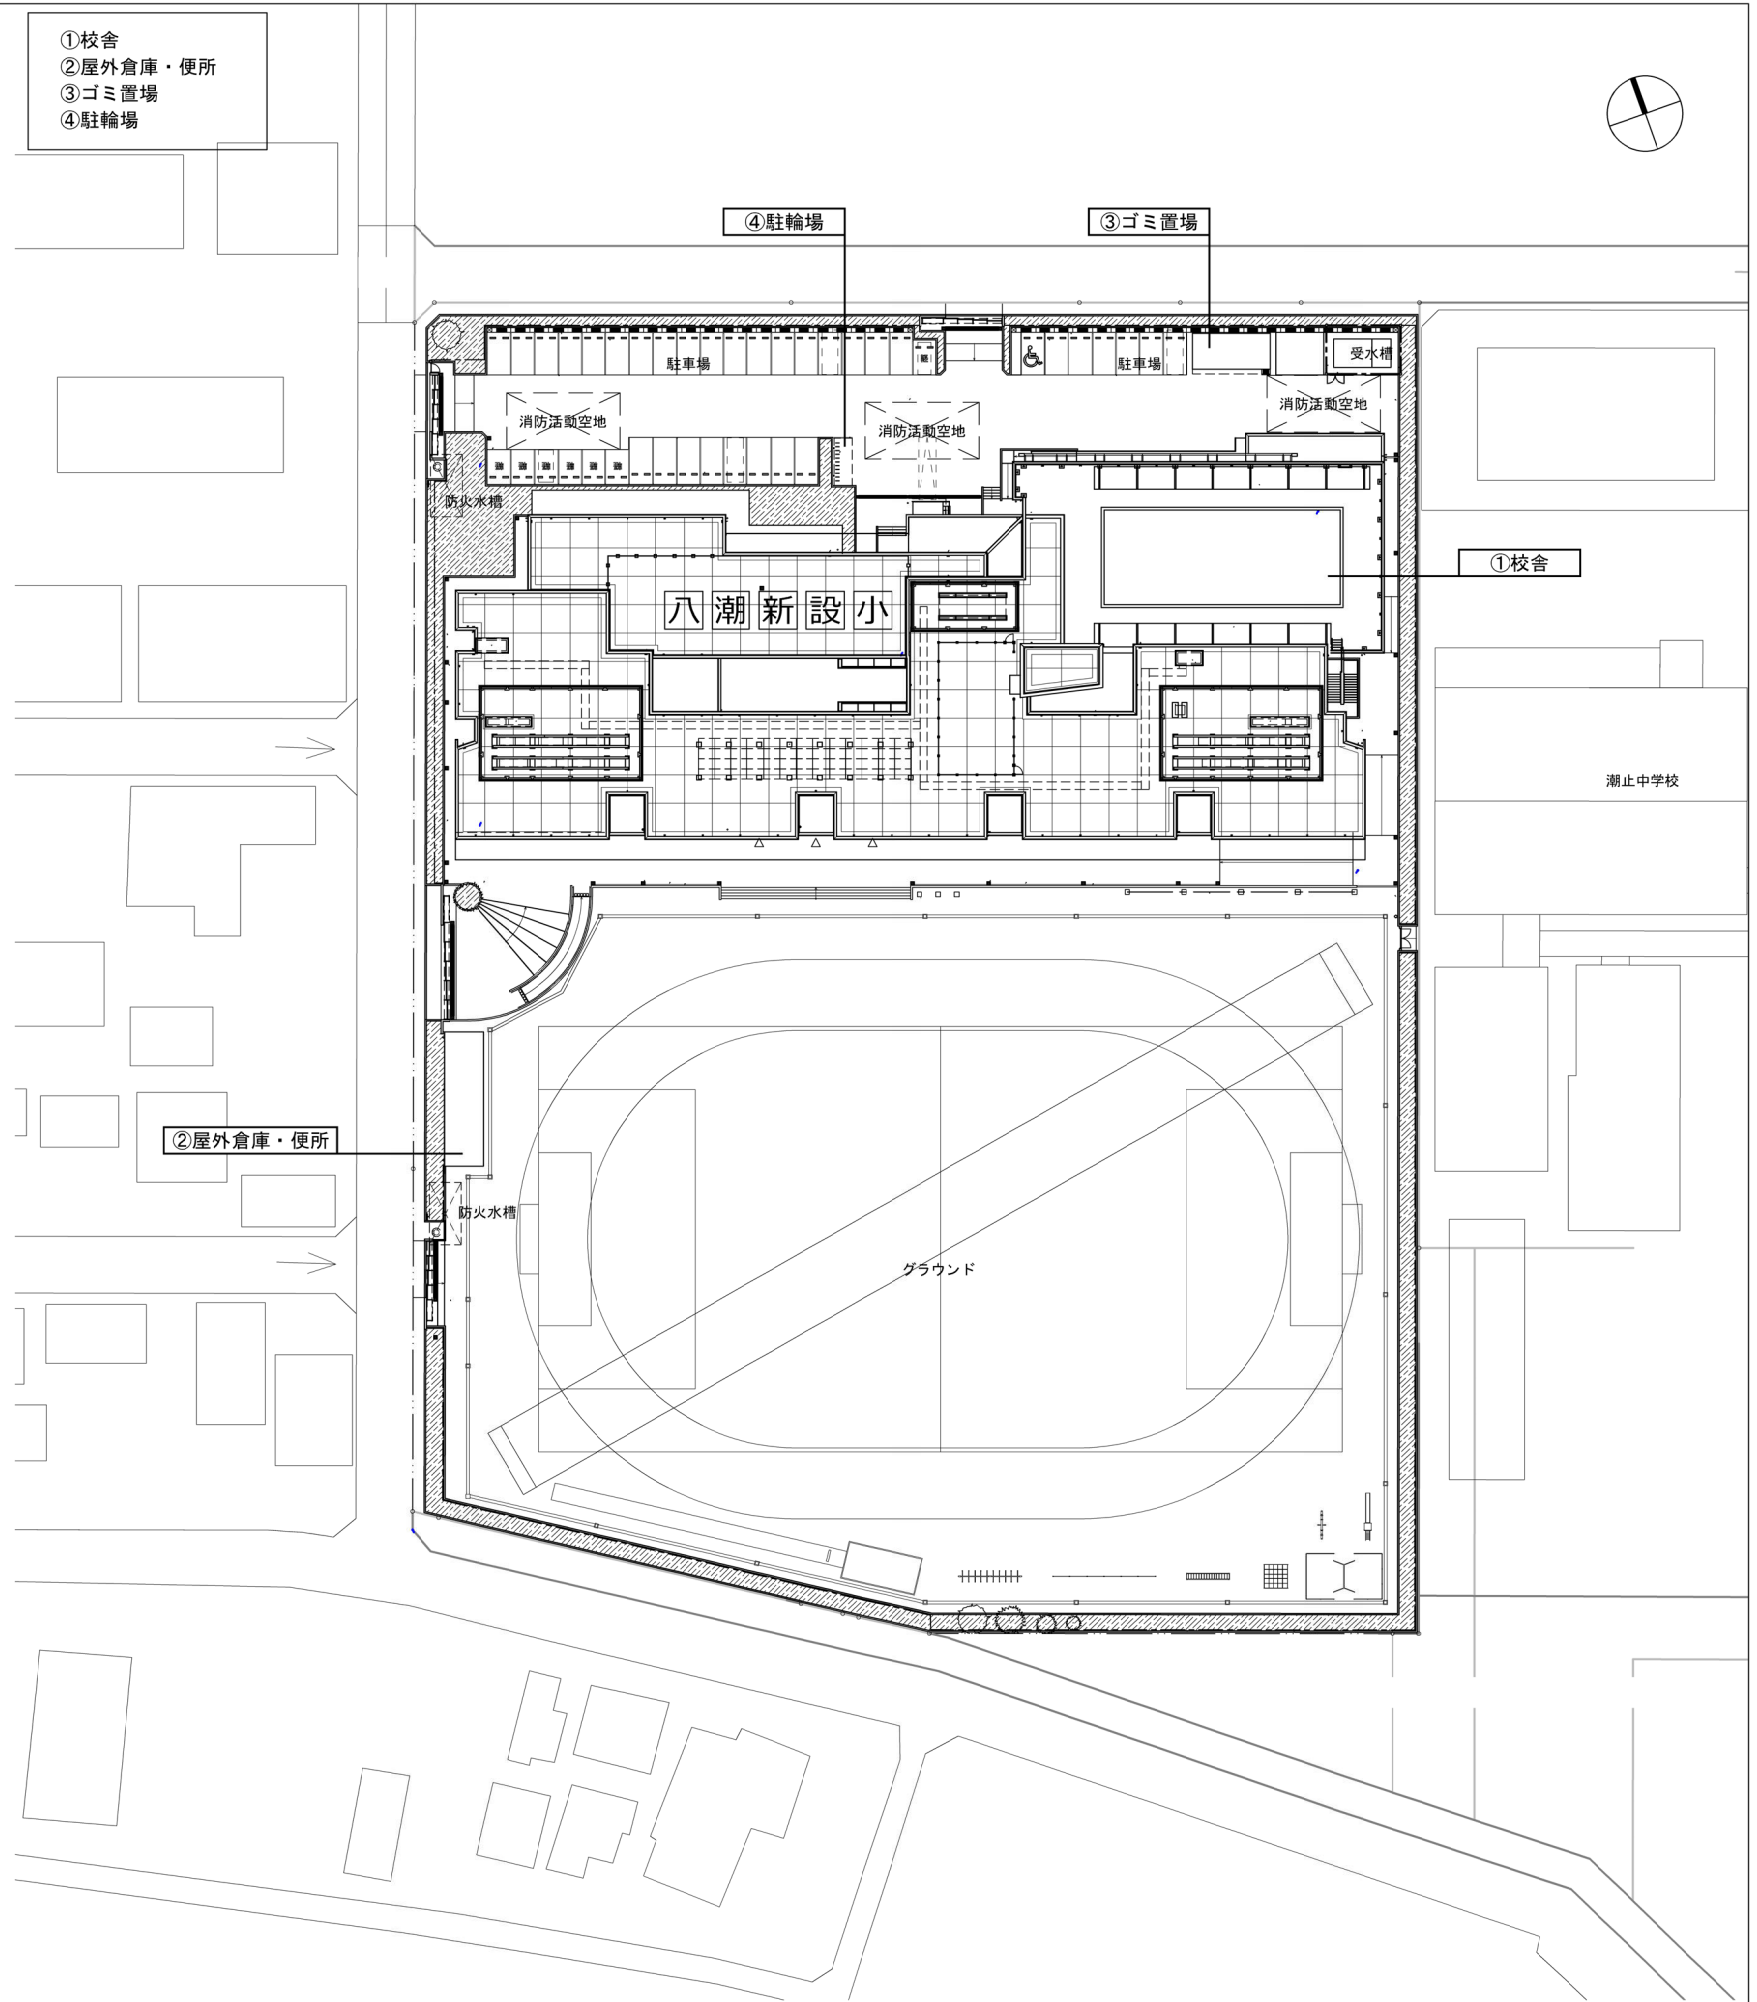 ①校舎
②屋外倉庫・便所
③ゴミ置場
④駐輪場
④駐輪場
③ゴミ置場
駐車場
駐車場
受水槽
消防活動空地
消防活動空地
消防活動空地
防火水槽
①校舎
八潮新設小
潮止中学校
②屋外倉庫・便所
防火水槽
グラウンド